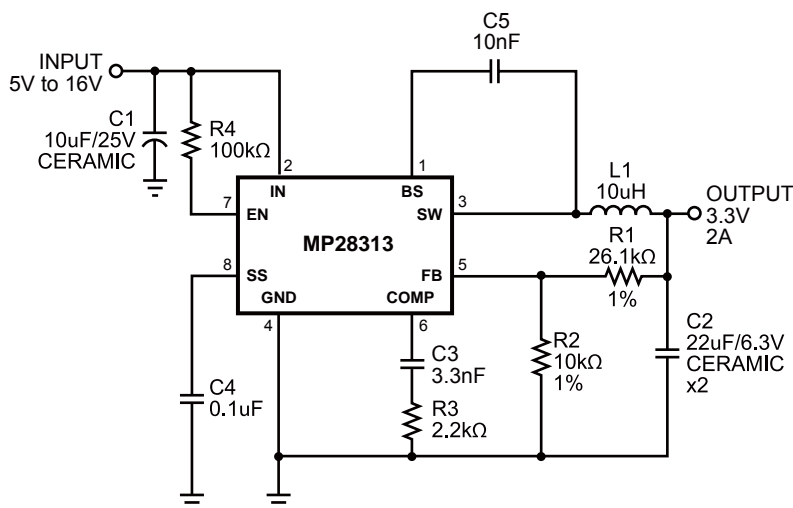 C5
10nF
INPUT
5V to 16V
C1
10uF/25V
CERAMIC
R4
100kΩ
2
1
IN
BS
L1
10uH
OUTPUT
3.3V
2A
7
EN
SW
3
MP28313
R1
26.1kΩ
1%
8
SS
FB
5
GND
COMP
4
6
C3
3.3nF
R2
10kΩ
1%
C2
22uF/6.3V
CERAMIC
x2
C4
0.1uF
R3
2.2kΩ